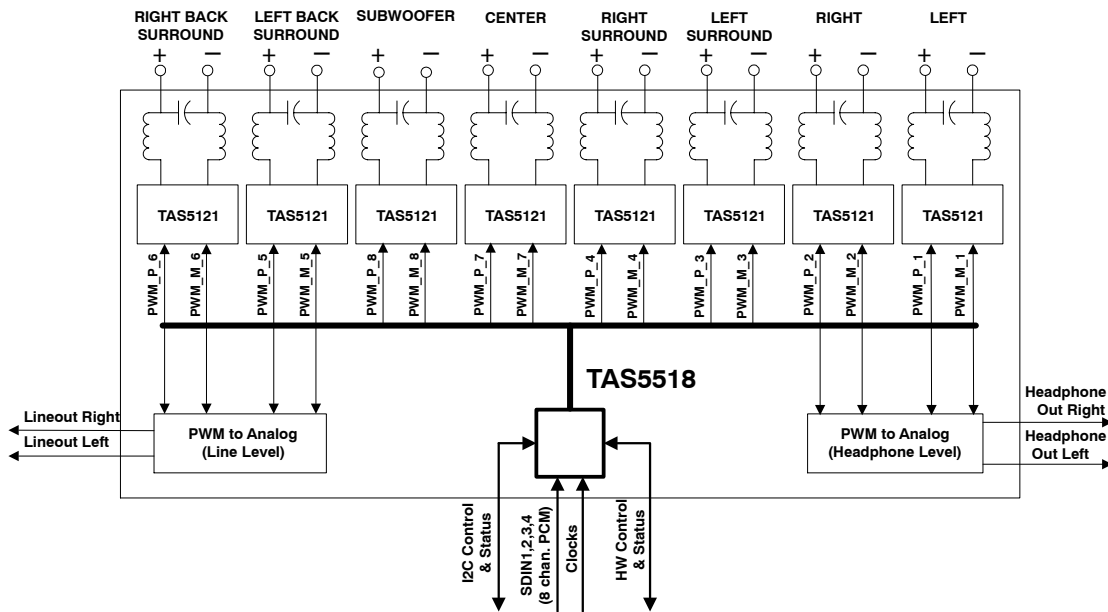 RIGHT BACK
SURROUND
LEFT BACK
SURROUND
SUBWOOFER
CENTER
RIGHT
SURROUND
LEFT
SURROUND
RIGHT
LEFT
+ −
+ −
+ −
+ −
+ −
+ −
+ −
+ −
TAS5121
TAS5121
TAS5121
TAS5121
TAS5121
TAS5121
TAS5121
TAS5121
PWM_P_6
PWM_M_6
PWM_P_5
PWM_M_5
PWM_P_8
PWM_M_8
PWM_P_7
PWM_M_7
PWM_P_4
PWM_M_4
PWM_P_3
PWM_M_3
PWM_P_2
PWM_M_2
PWM_P_1
PWM_M_1
TAS5518
Lineout Right
Lineout Left
PWM to Analog
(Line Level)
PWM to Analog
(Headphone Level)
Headphone
Out Right
Headphone
Out Left
I2C Control
& Status
SDIN1,2,3,4
(8 chan. PCM)
Clocks
HW Control
& Status